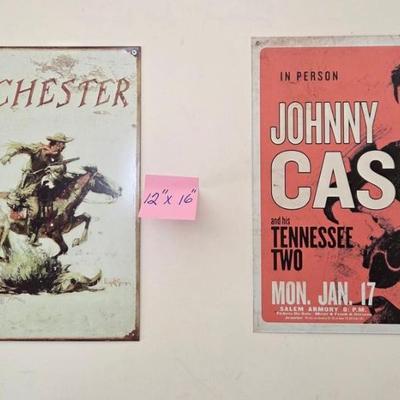 CHESTER
12" x 16"
IN PERSON
JOHNNY
CAS
and his
TENNESSEE
TWO
MON. JAN. 17
SALEM ARMORY 8: P.M.